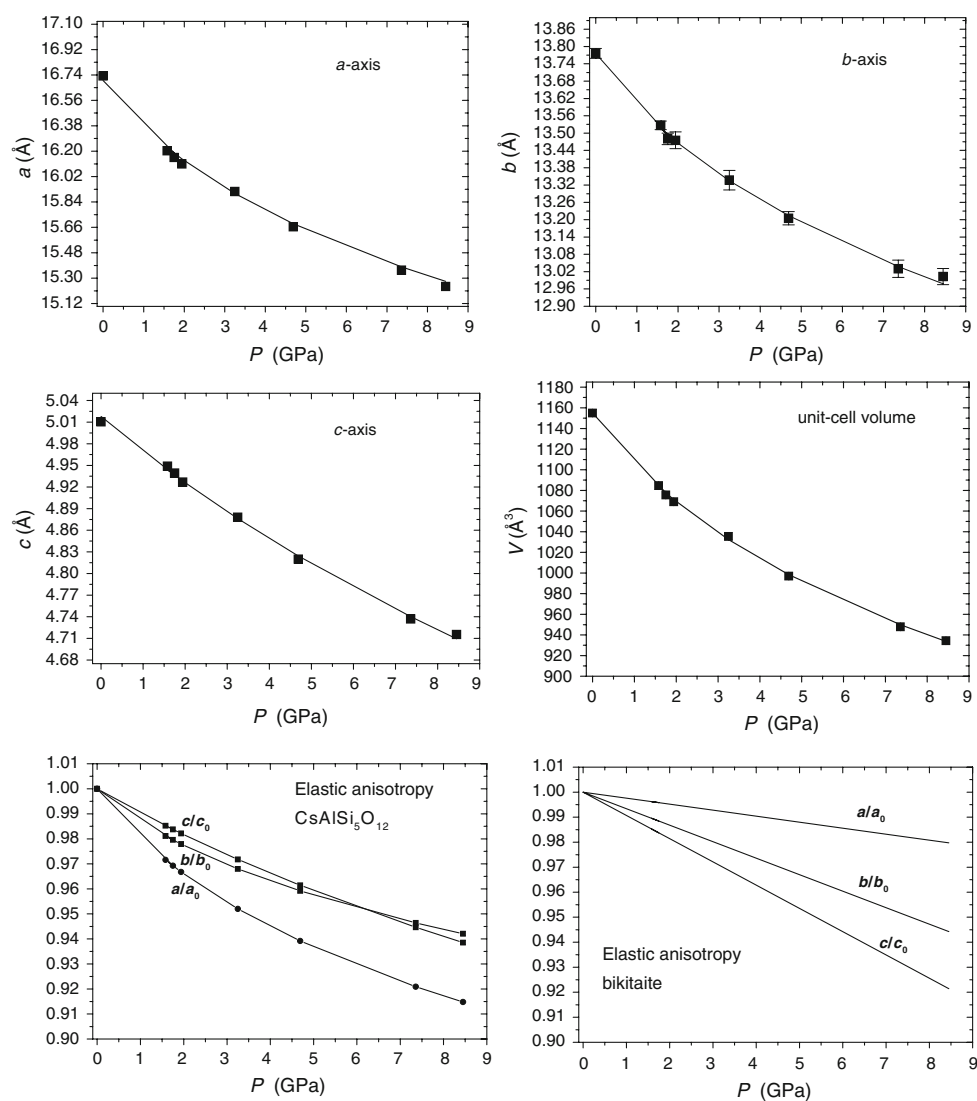 17.10
16.92
16.74
16.56
16.38
16.20
16.02
15.84
15.66
15.48
15.30
15.12
a (Å)
a-axis
0 1 2 3 4 5 6 7 8 9
P (GPa)
13.86
13.80
13.74
13.68
13.62
13.56
13.50
13.44
13.38
13.32
13.26
13.20
13.14
13.08
13.02
12.96
12.90
b (Å)
b-axis
0 1 2 3 4 5 6 7 8 9
P (GPa)
5.04
5.01
4.98
4.95
4.92
4.89
4.86
4.83
4.80
4.77
4.74
4.71
4.68
c (Å)
c-axis
0 1 2 3 4 5 6 7 8 9
P (GPa)
1180
1160
1140
1120
1100
1080
1060
1040
1020
1000
980
960
940
920
900
V (Å³)
unit-cell volume
0 1 2 3 4 5 6 7 8 9
P (GPa)
1.01
1.00
0.99
0.98
0.97
0.96
0.95
0.94
0.93
0.92
0.91
0.90
Elastic anisotropy
CsAlSi₅O₁₂
c/c₀
b/b₀
a/a₀
0 1 2 3 4 5 6 7 8 9
P (GPa)
1.01
1.00
0.99
0.98
0.97
0.96
0.95
0.94
0.93
0.92
0.91
0.90
a/a₀
b/b₀
c/c₀
Elastic anisotropy
bikitaite
0 1 2 3 4 5 6 7 8 9
P (GPa)